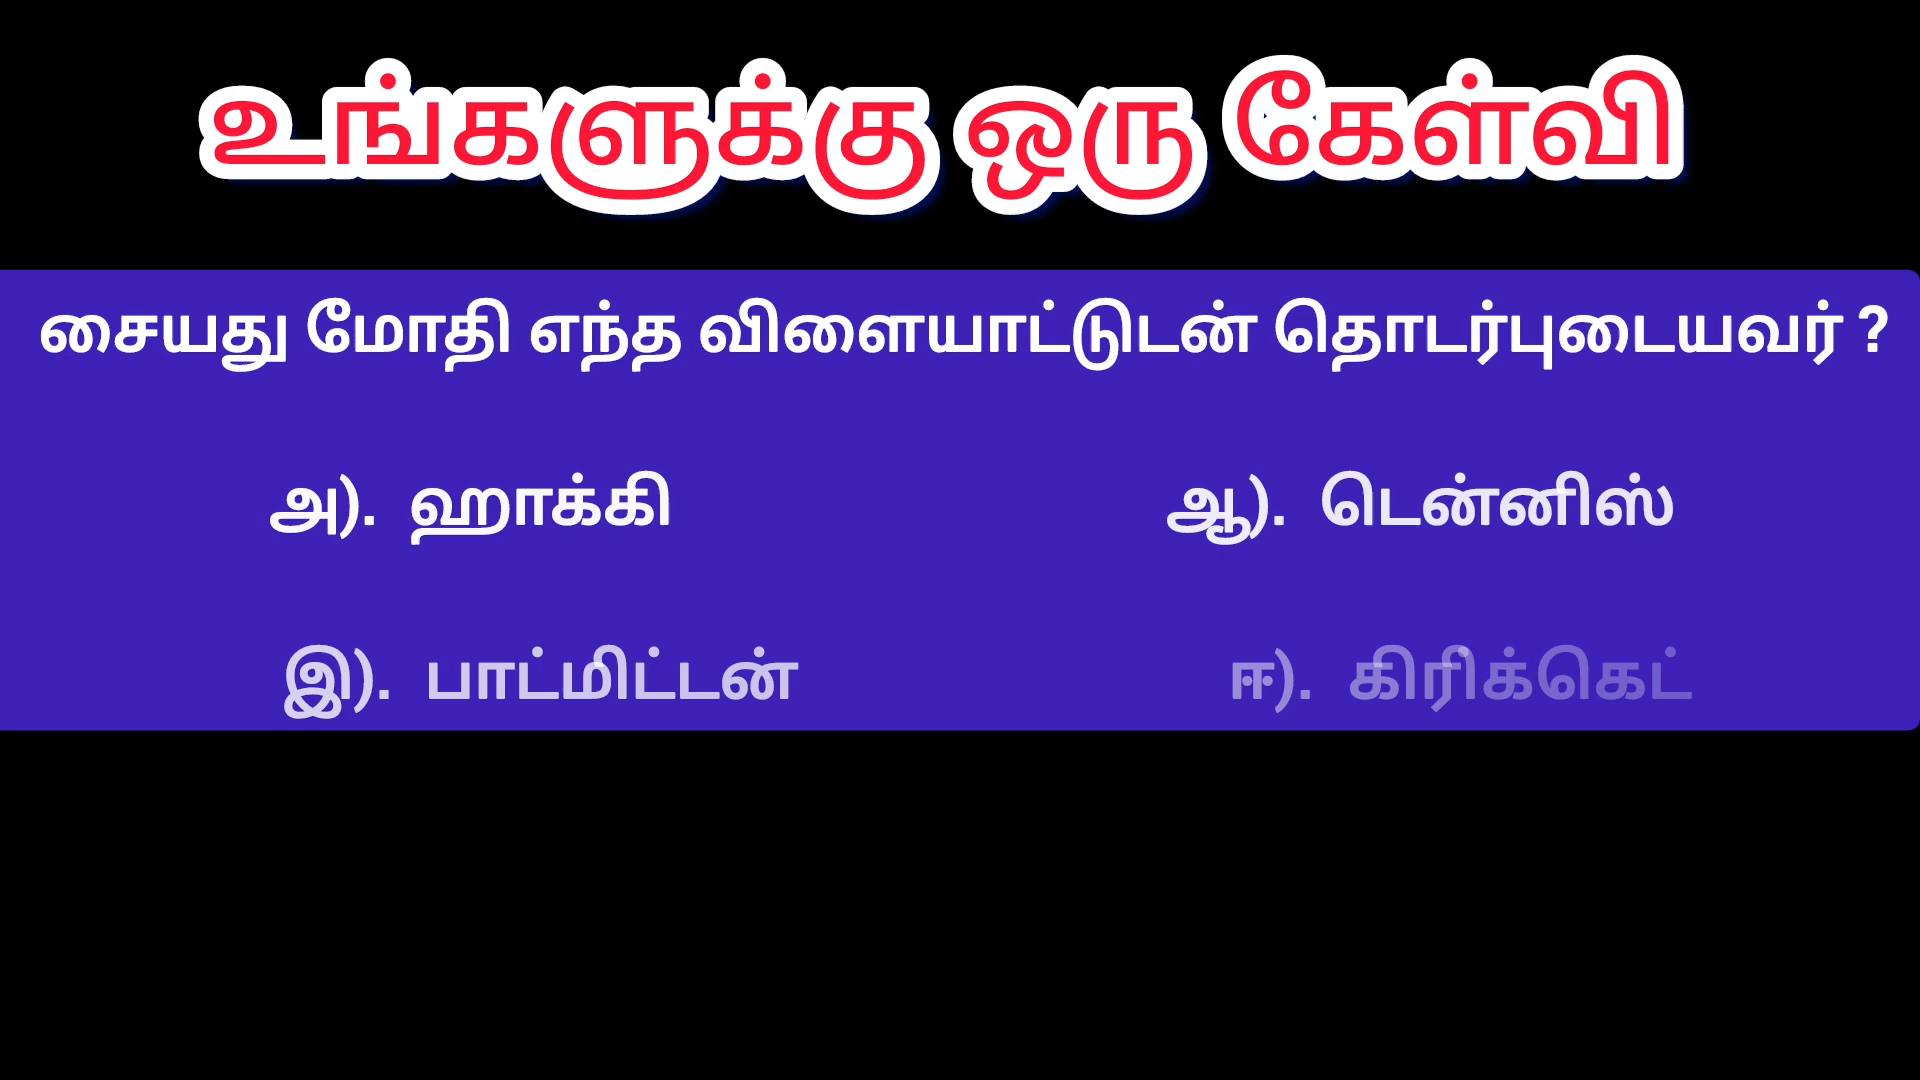 உங்களுக்கு ஒரு கேள்வி
சையது மோதி எந்த விளையாட்டுடன் தொடர்புடையவர் ?
அ). ஹாக்கி ஆ). டென்னிஸ்
இ). பாட்மிட்டன் ஈ). கிரிக்கெட்